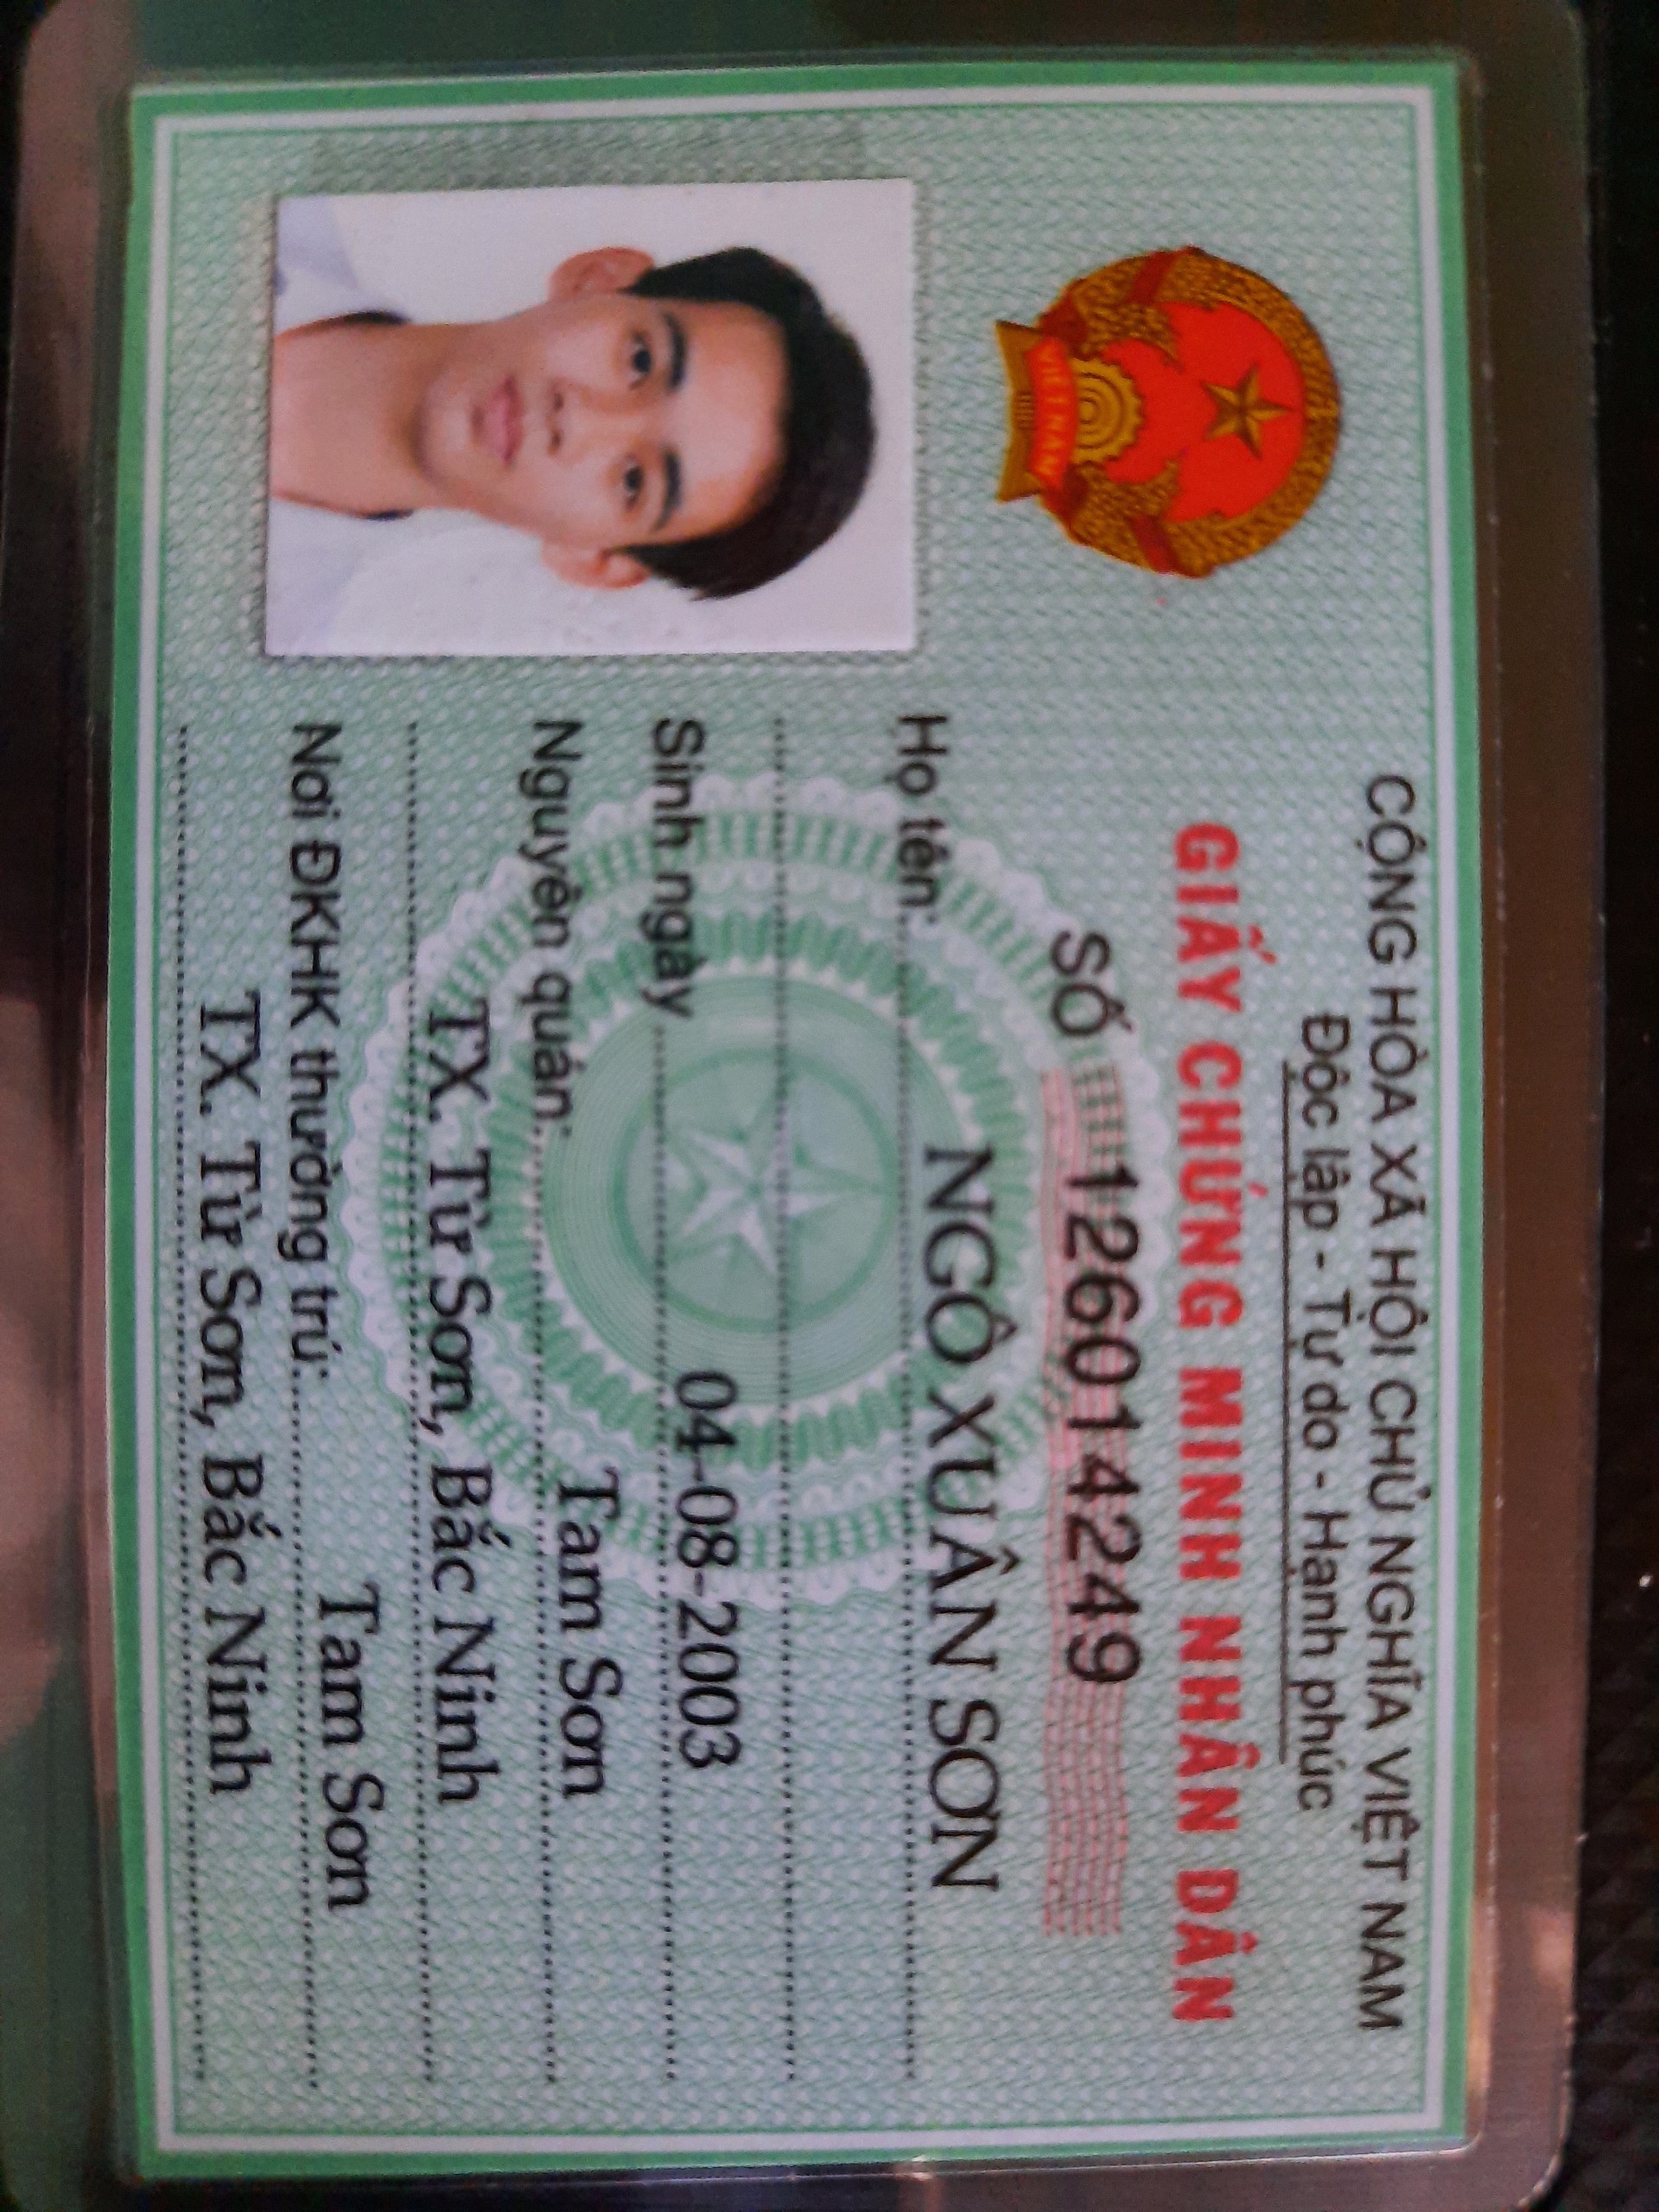 CỘNG HÒA XÃ HỘI CHỦ NGHĨA VIỆT NAM
Độc lập - Tự do - Hạnh phúc
GIẤY CHỨNG MINH NHÂN DÂN
SỐ 126014249
VIỆT NAM
Họ tên: NGÔ XUÂN SƠN
Sinh ngày 04-08-2003
Nguyên quán: Tam Sơn
TX. Từ Sơn, Bắc Ninh
Nơi ĐKHK thường trú: Tam Sơn
TX. Từ Sơn, Bắc Ninh